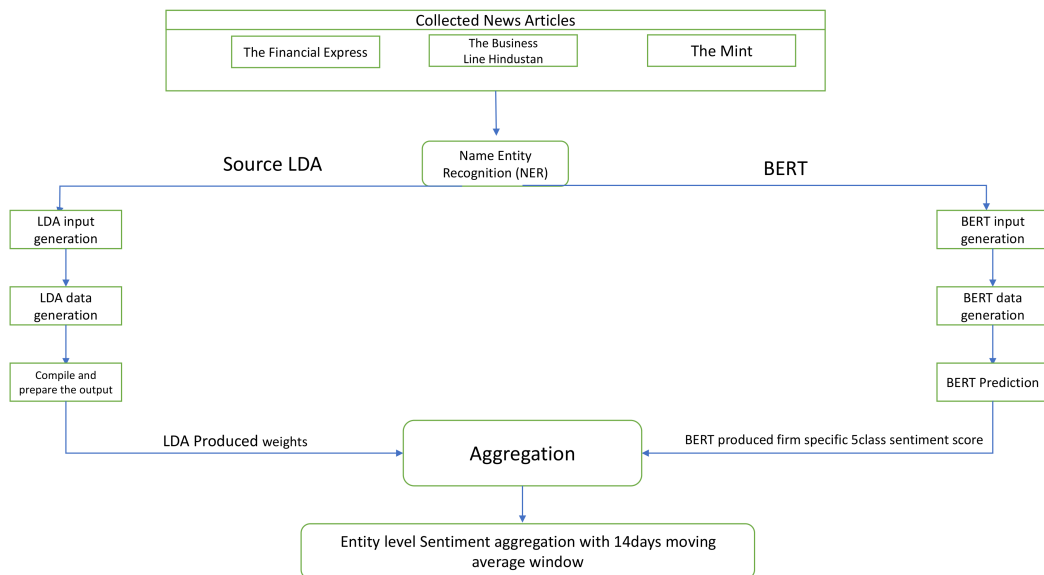 Collected News Articles
The Financial Express
The Business
Line Hindustan
The Mint
Name Entity
Recognition (NER)
Source LDA
BERT
LDA input
generation
BERT input
generation
LDA data
generation
BERT data
generation
Compile and
prepare the output
BERT Prediction
LDA Produced weights
Aggregation
BERT produced firm specific 5class sentiment score
Entity level Sentiment aggregation with 14days moving
average window